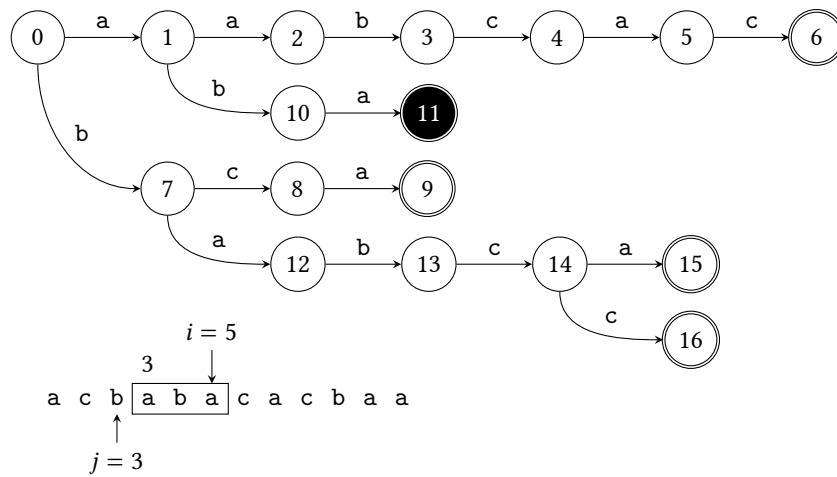 0 a 1 a 2 b 3 c 4 a 5 c 6
b 10 a 11
b
7 c 8 a 9
a 12 b 13 c 14 a 15
c 16
i = 5
3
a c b a b a c a c b a a
j = 3